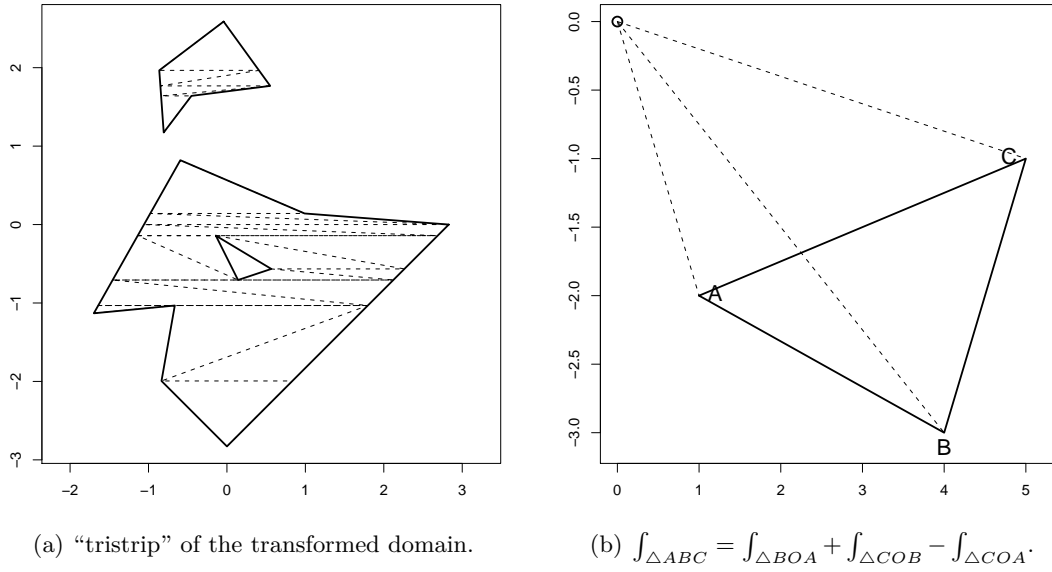 2
1
0
−1
−2
−3
−2 −1 0 1 2 3
0.0
−0.5
−1.0
−1.5
−2.0
−2.5
−3.0
0 1 2 3 4 5
C
A
B
(a) “tristrip” of the transformed domain.
(b) ∫△ABC = ∫△BOA + ∫△COB − ∫△COA.